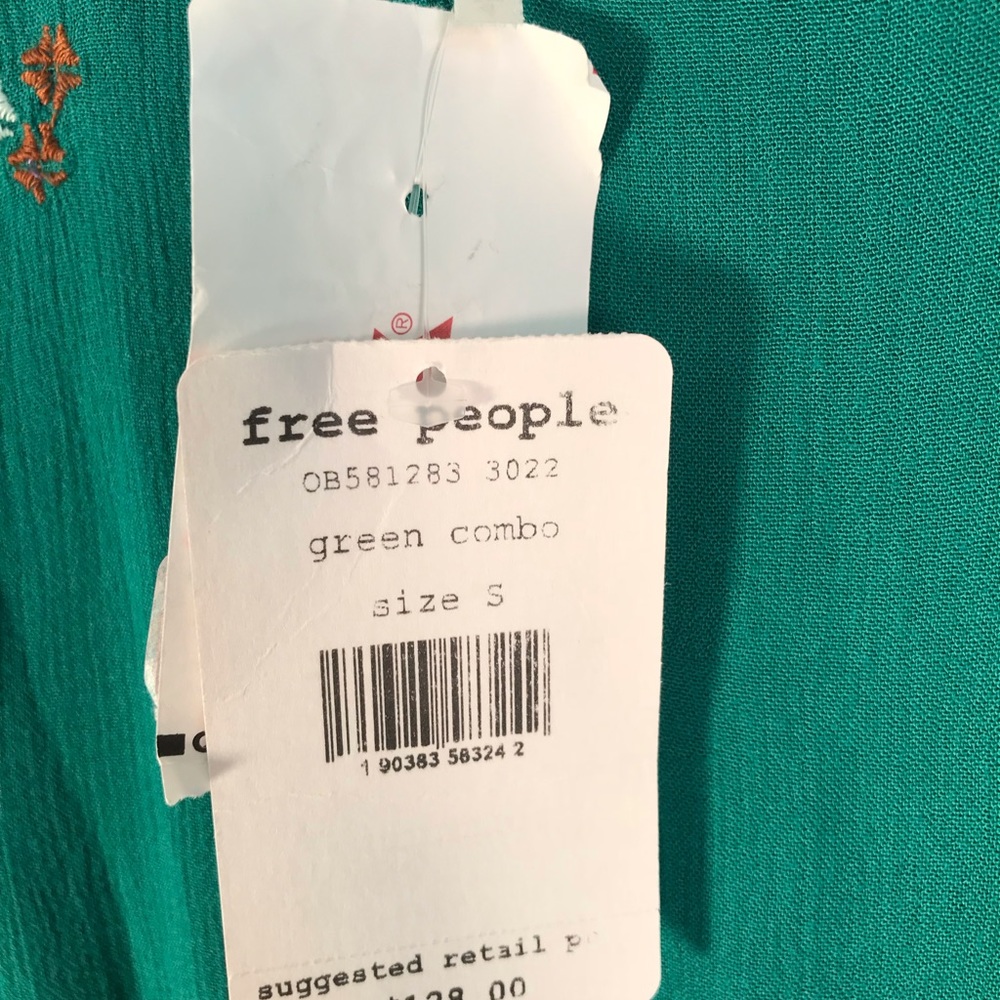 ®
free people
OB581283 3022
green combo
size S
1 90383 58324 2
suggested retail